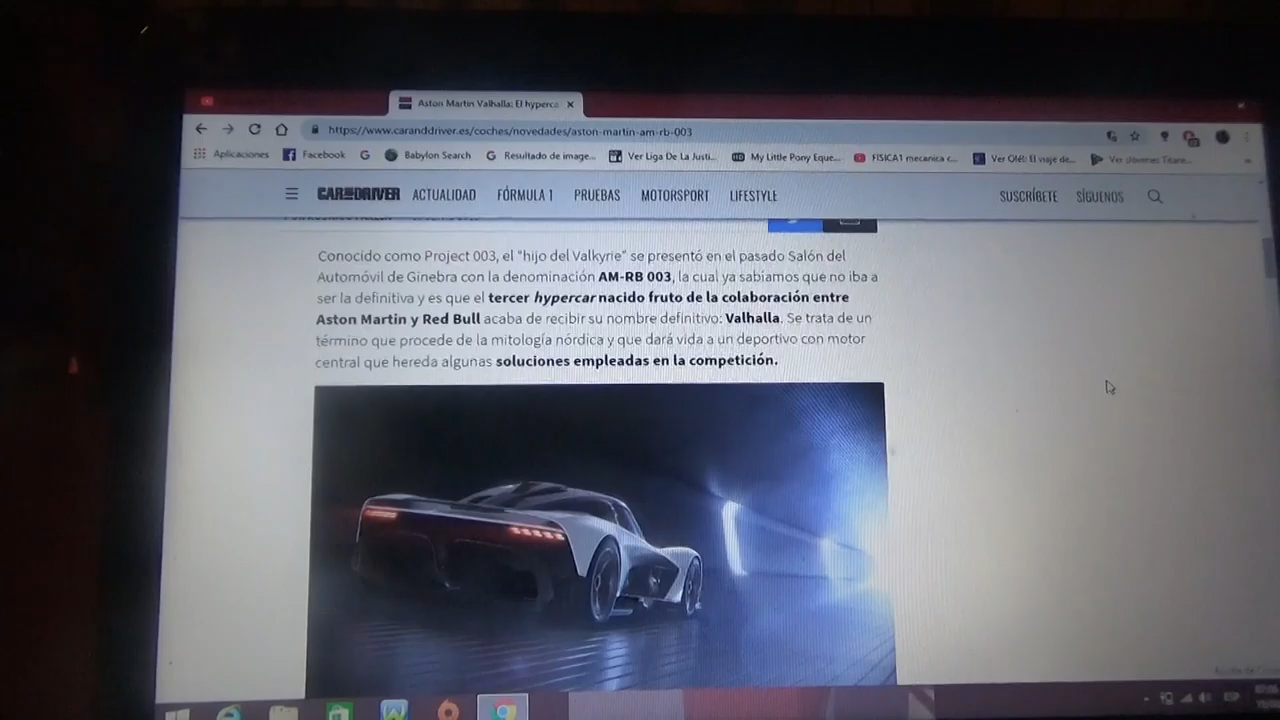 Aston Martin Valhalla: El hyperca
https://www.caranddriver.es/coches/novedades/aston-martin-am-rb-003
Aplicaciones Facebook Babylon Search Resultado de image... Ver Liga De La Justi... My Little Pony Eque... FISICA1 mecanica c... Ver Olé!: El viaje de... Ver Jóvenes Titane...
CAR AND DRIVER ACTUALIDAD FÓRMULA 1 PRUEBAS MOTORSPORT LIFESTYLE SUSCRÍBETE SÍGUENOS
Conocido como Project 003, el "hijo del Valkyrie" se presentó en el pasado Salón del
Automóvil de Ginebra con la denominación AM-RB 003, la cual ya sabíamos que no iba a
ser la definitiva y es que el tercer hypercar nacido fruto de la colaboración entre
Aston Martin y Red Bull acaba de recibir su nombre definitivo: Valhalla. Se trata de un
término que procede de la mitología nórdica y que dará vida a un deportivo con motor
central que hereda algunas soluciones empleadas en la competición.
ESP